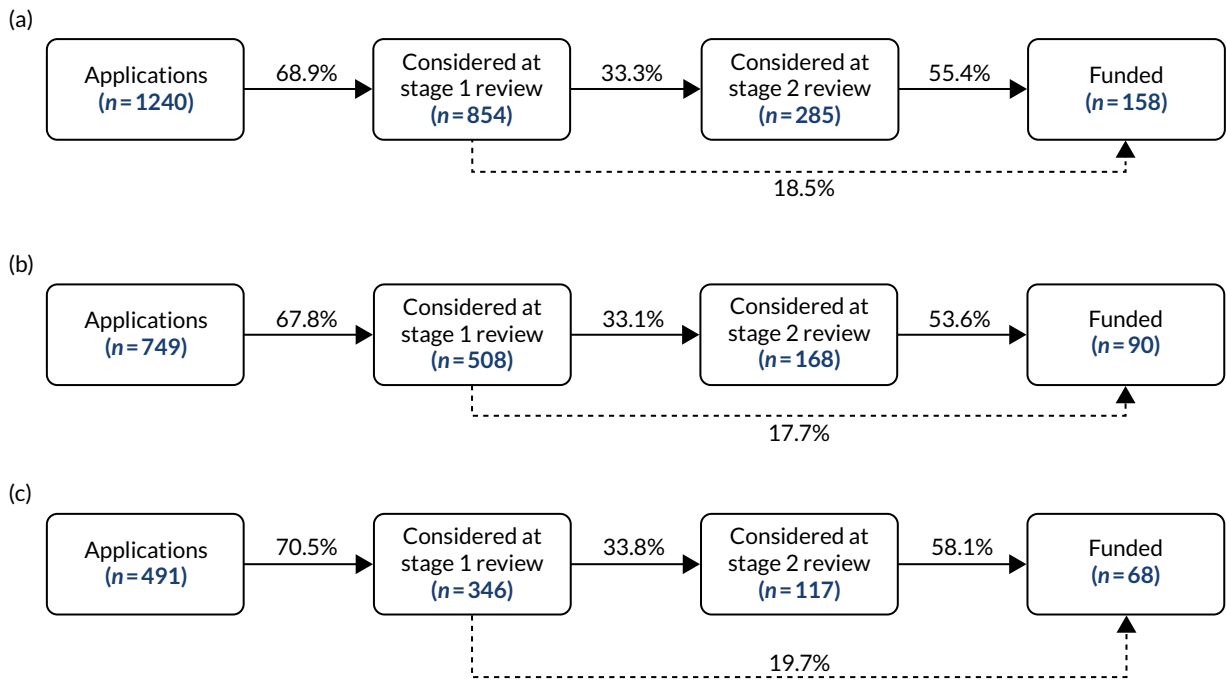 (a)
Applications
(n=1240)
68.9%
Considered at
stage 1 review
(n=854)
33.3%
Considered at
stage 2 review
(n=285)
55.4%
Funded
(n=158)
18.5%
(b)
Applications
(n=749)
67.8%
Considered at
stage 1 review
(n=508)
33.1%
Considered at
stage 2 review
(n=168)
53.6%
Funded
(n=90)
17.7%
(c)
Applications
(n=491)
70.5%
Considered at
stage 1 review
(n=346)
33.8%
Considered at
stage 2 review
(n=117)
58.1%
Funded
(n=68)
19.7%